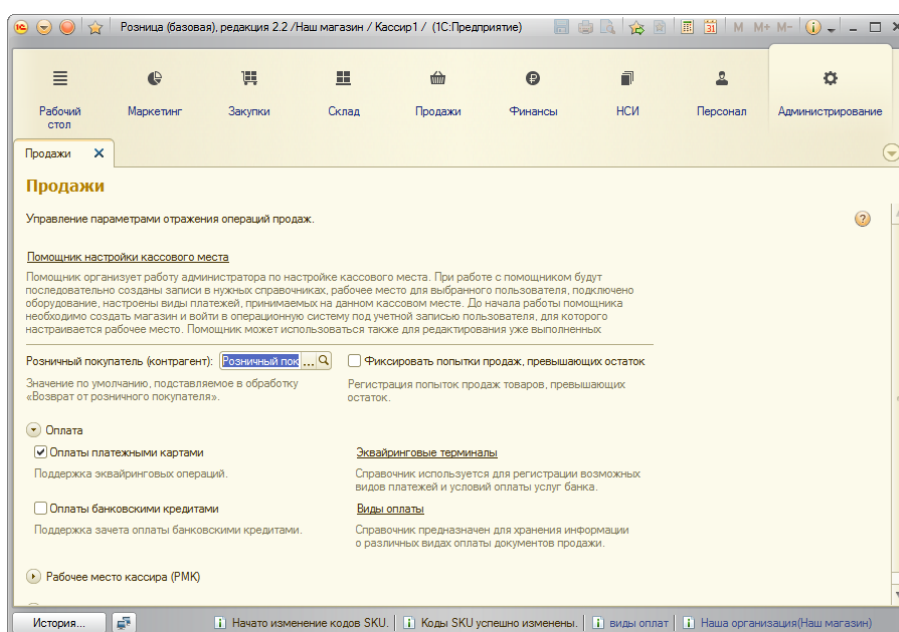 Розница (базовая), редакция 2.2 /Наш магазин / Кассир1 / (1С:Предприятие)
M M+ M-
Рабочий стол
Маркетинг
Закупки
Склад
Продажи
Финансы
НСИ
Персонал
Администрирование
Продажи
Продажи
Управление параметрами отражения операций продаж.
Помощник настройки кассового места
Помощник организует работу администратора по настройке кассового места. При работе с помощником будут
последовательно созданы записи в нужных справочниках, рабочее место для выбранного пользователя, подключено
оборудование, настроены виды платежей, принимаемых на данном кассовом месте. До начала работы помощника
необходимо создать магазин и войти в операционную систему под учетной записью пользователя, для которого
настраивается рабочее место. Помощник может использоваться также для редактирования уже выполненных
Розничный покупатель (контрагент): Розничный пок ...
Фиксировать попытки продаж, превышающих остаток
Значение по умолчанию, подставляемое в обработку
«Возврат от розничного покупателя».
Регистрация попыток продаж товаров, превышающих
остаток.
Оплата
Оплаты платежными картами
Эквайринговые терминалы
Поддержка эквайринговых операций.
Справочник используется для регистрации возможных
видов платежей и условий оплаты услуг банка.
Оплаты банковскими кредитами
Виды оплаты
Поддержка зачета оплаты банковскими кредитами.
Справочник предназначен для хранения информации
о различных видах оплаты документов продажи.
Рабочее место кассира (РМК)
История...
Начато изменение кодов SKU.
Коды SKU успешно изменены.
виды оплат
Наша организация(Наш магазин)